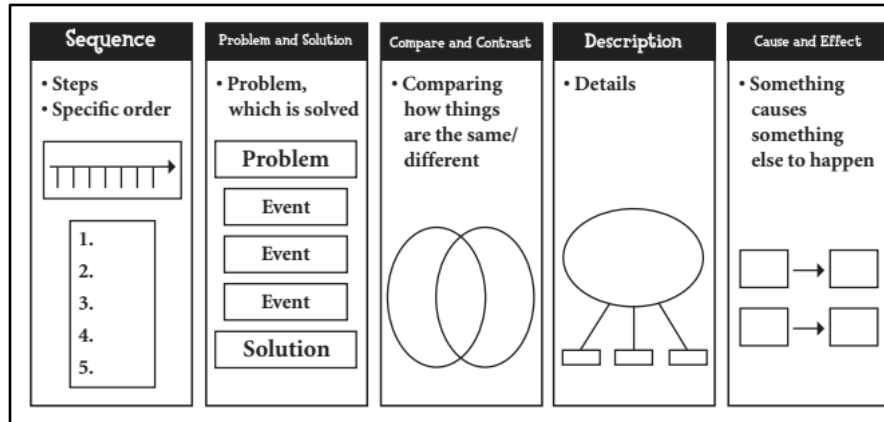 Sequence
• Steps
• Specific order
1.
2.
3.
4.
5.
Problem and Solution
• Problem,
which is solved
Problem
Event
Event
Event
Solution
Compare and Contrast
• Comparing
how things
are the same/
different
Description
• Details
Cause and Effect
• Something
causes
something
else to happen